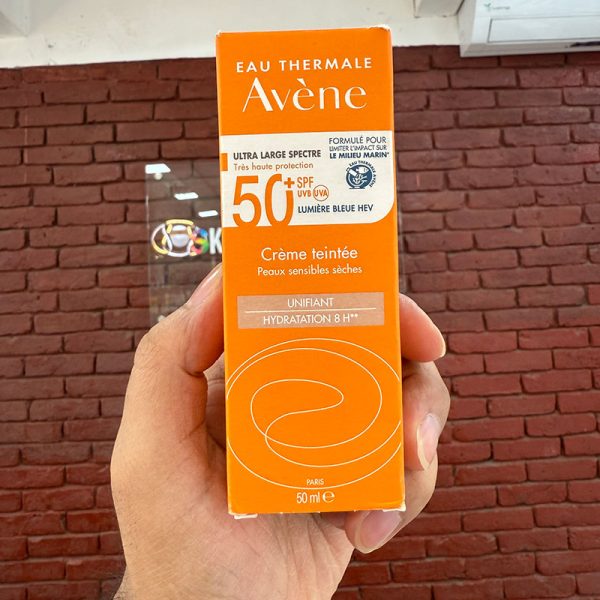 EAU THERMALE
Avène
ULTRA LARGE SPECTRE
Très haute protection
50+ SPF
UVB UVA
LUMIÈRE BLEUE HEV
FORMULÉ POUR
LIMITER L'IMPACT SUR
LE MILIEU MARIN*
Crème teintée
Peaux sensibles sèches
UNIFIANT
HYDRATATION 8 H**
PARIS
50 ml e